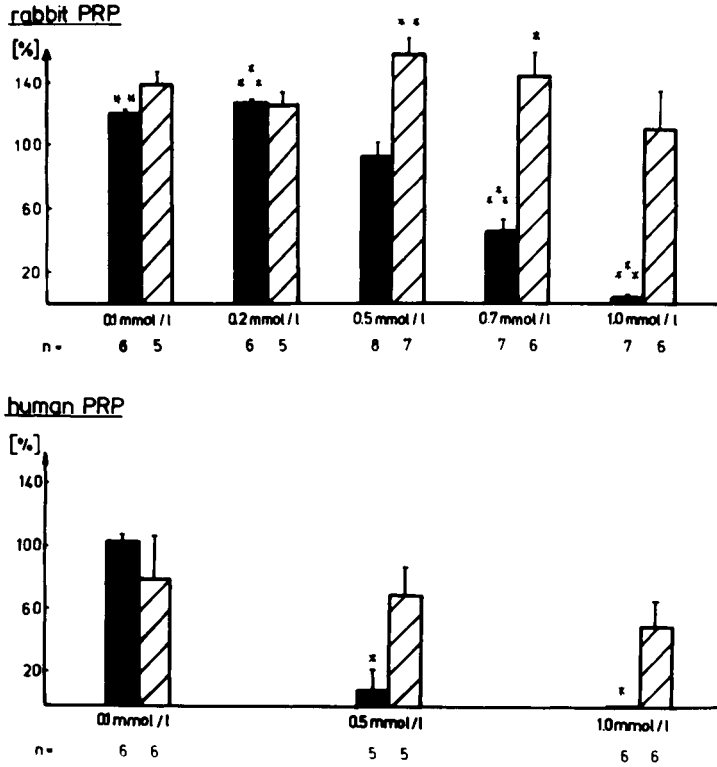 rabbit PRP
[%]
140
100
60
20
** *** ** *** * ***
0.1 mmol/l 0.2 mmol/l 0.5 mmol/l 0.7 mmol/l 1.0 mmol/l
n = 6 5 6 5 8 7 7 6 7 6
human PRP
[%]
140
100
60
20
* *
0.1 mmol/l 0.5 mmol/l 1.0 mmol/l
n = 6 6 5 5 6 6